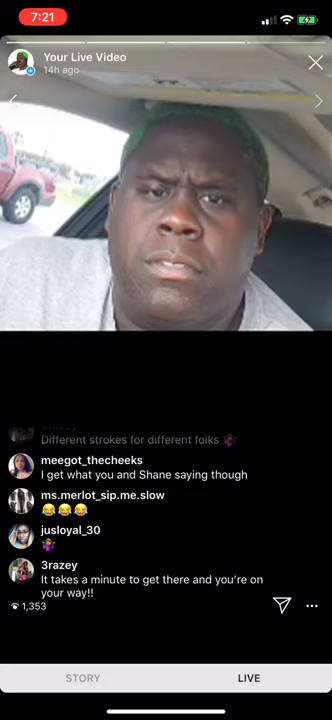 7:21
Your Live Video
14h ago
3razey
Different strokes for different folks 🤷🏾‍♀️
meegot_thecheeks
I get what you and Shane saying though
ms.merlot_sip.me.slow
😂😂😂
jusloyal_30
🤷🏾‍♀️
3razey
It takes a minute to get there and you're on
your way!!
1,353
STORY
LIVE